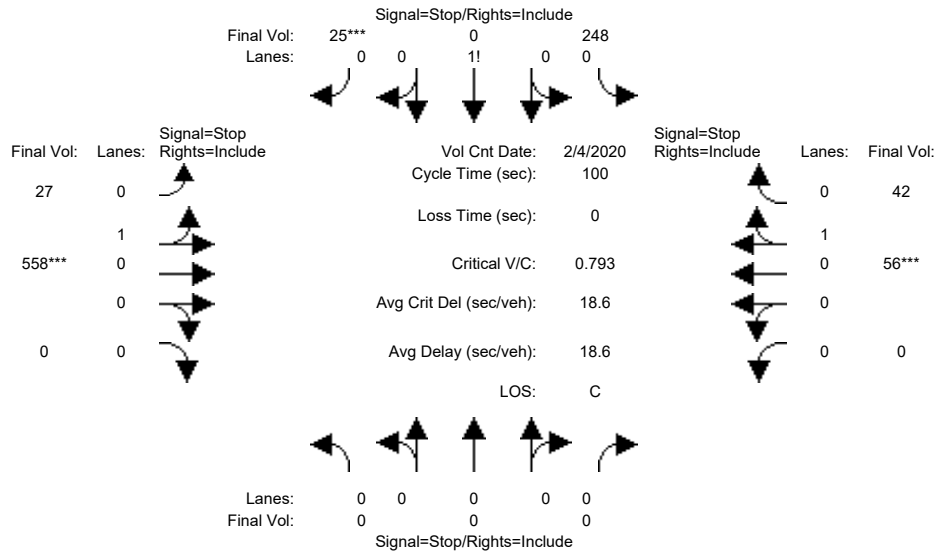 Signal=Stop/Rights=Include
Final Vol: 25*** 0 248
Lanes: 0 0 1! 0 0
Signal=Stop Signal=Stop
Final Vol: Lanes: Rights=Include Vol Cnt Date: 2/4/2020 Rights=Include Lanes: Final Vol:
Cycle Time (sec): 100
27 0 0 42
Loss Time (sec): 0
1 1
558*** 0 Critical V/C: 0.793 0 56***
0 Avg Crit Del (sec/veh): 18.6 0
0 0 Avg Delay (sec/veh): 18.6 0 0
LOS: C
Lanes: 0 0 0 0 0
Final Vol: 0 0 0
Signal=Stop/Rights=Include